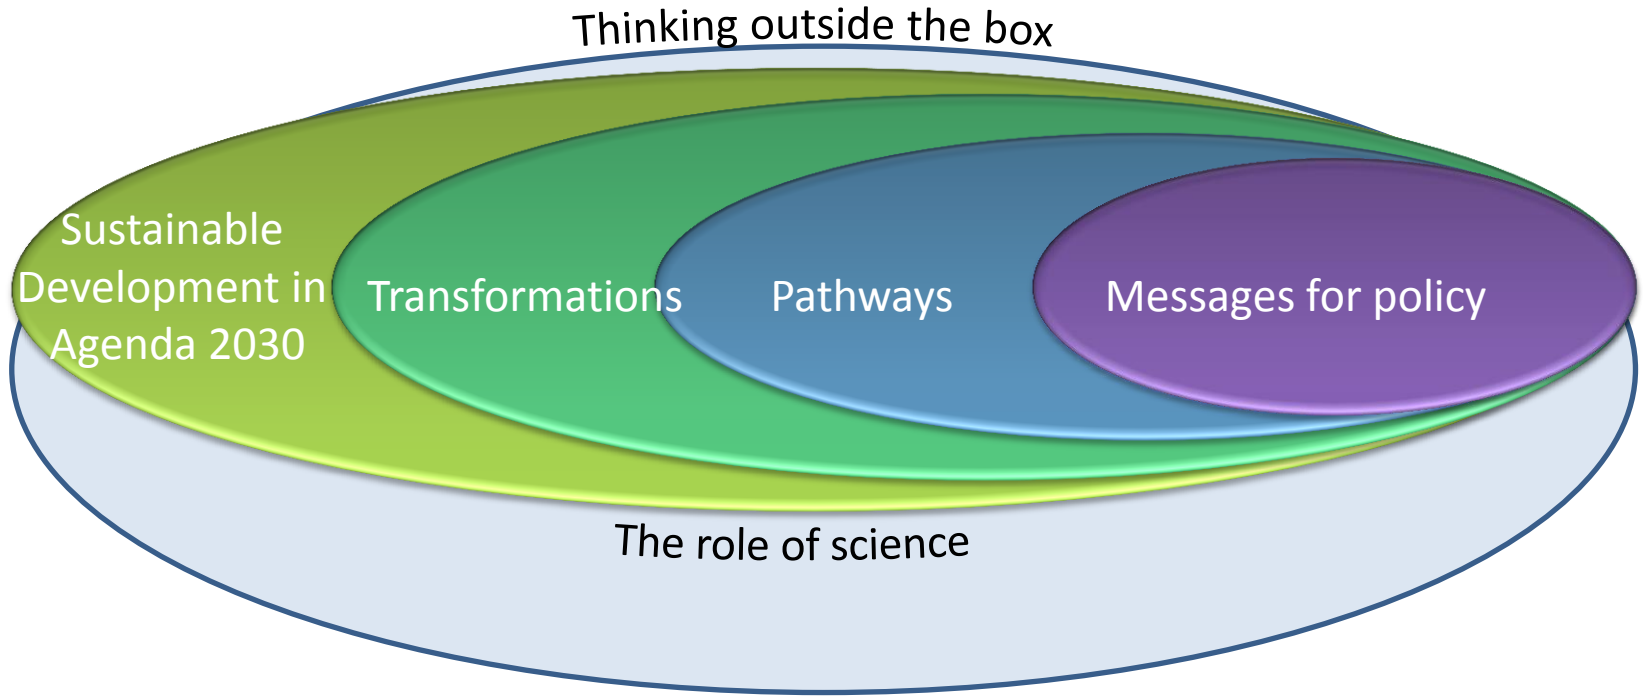 Thinking outside the box
Sustainable
Development in
Agenda 2030
Transformations
Pathways
Messages for policy
The role of science